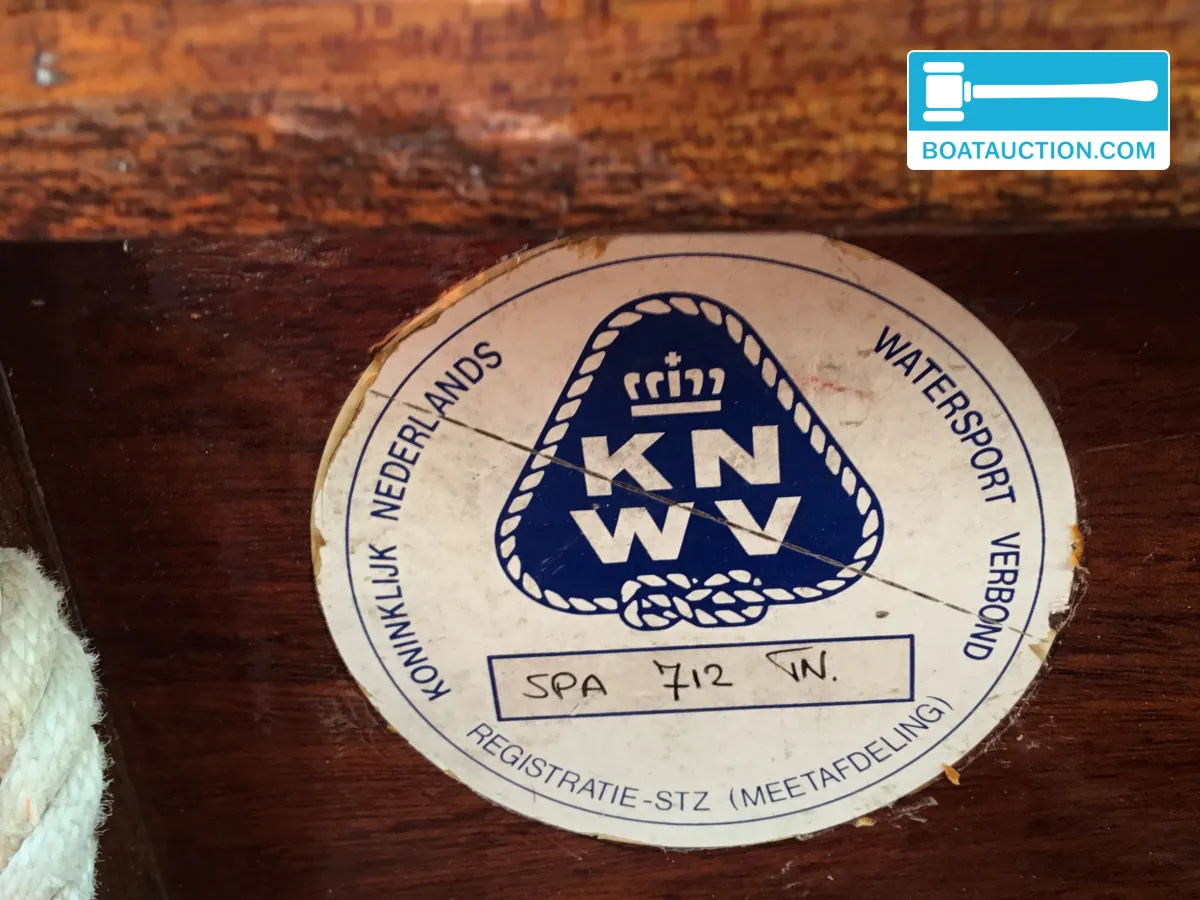 BOATAUCTION.COM
KONINKLIJK NEDERLANDS WATERSPORT VERBOND
KN
WV
SPA 712 TN.
REGISTRATIE-STZ (MEETAFDELING)